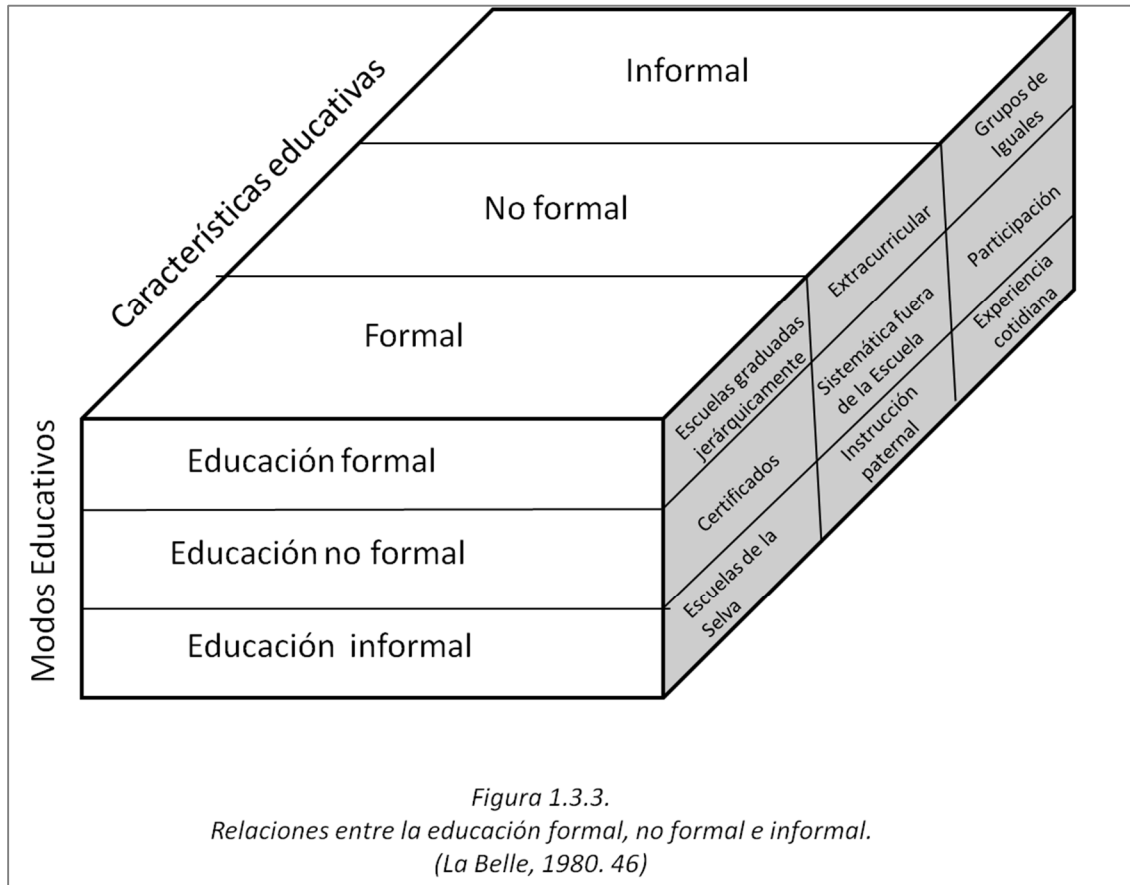 Características educativas
Informal
No formal
Formal
Modos Educativos
Educación formal
Educación no formal
Educación informal
Escuelas graduadas
jerárquicamente
Extracurricular
Grupos de
Iguales
Certificados
Sistemática fuera
de la Escuela
Participación
Escuelas de la
Selva
Instrucción
paternal
Experiencia
cotidiana
Figura 1.3.3.
Relaciones entre la educación formal, no formal e informal.
(La Belle, 1980. 46)